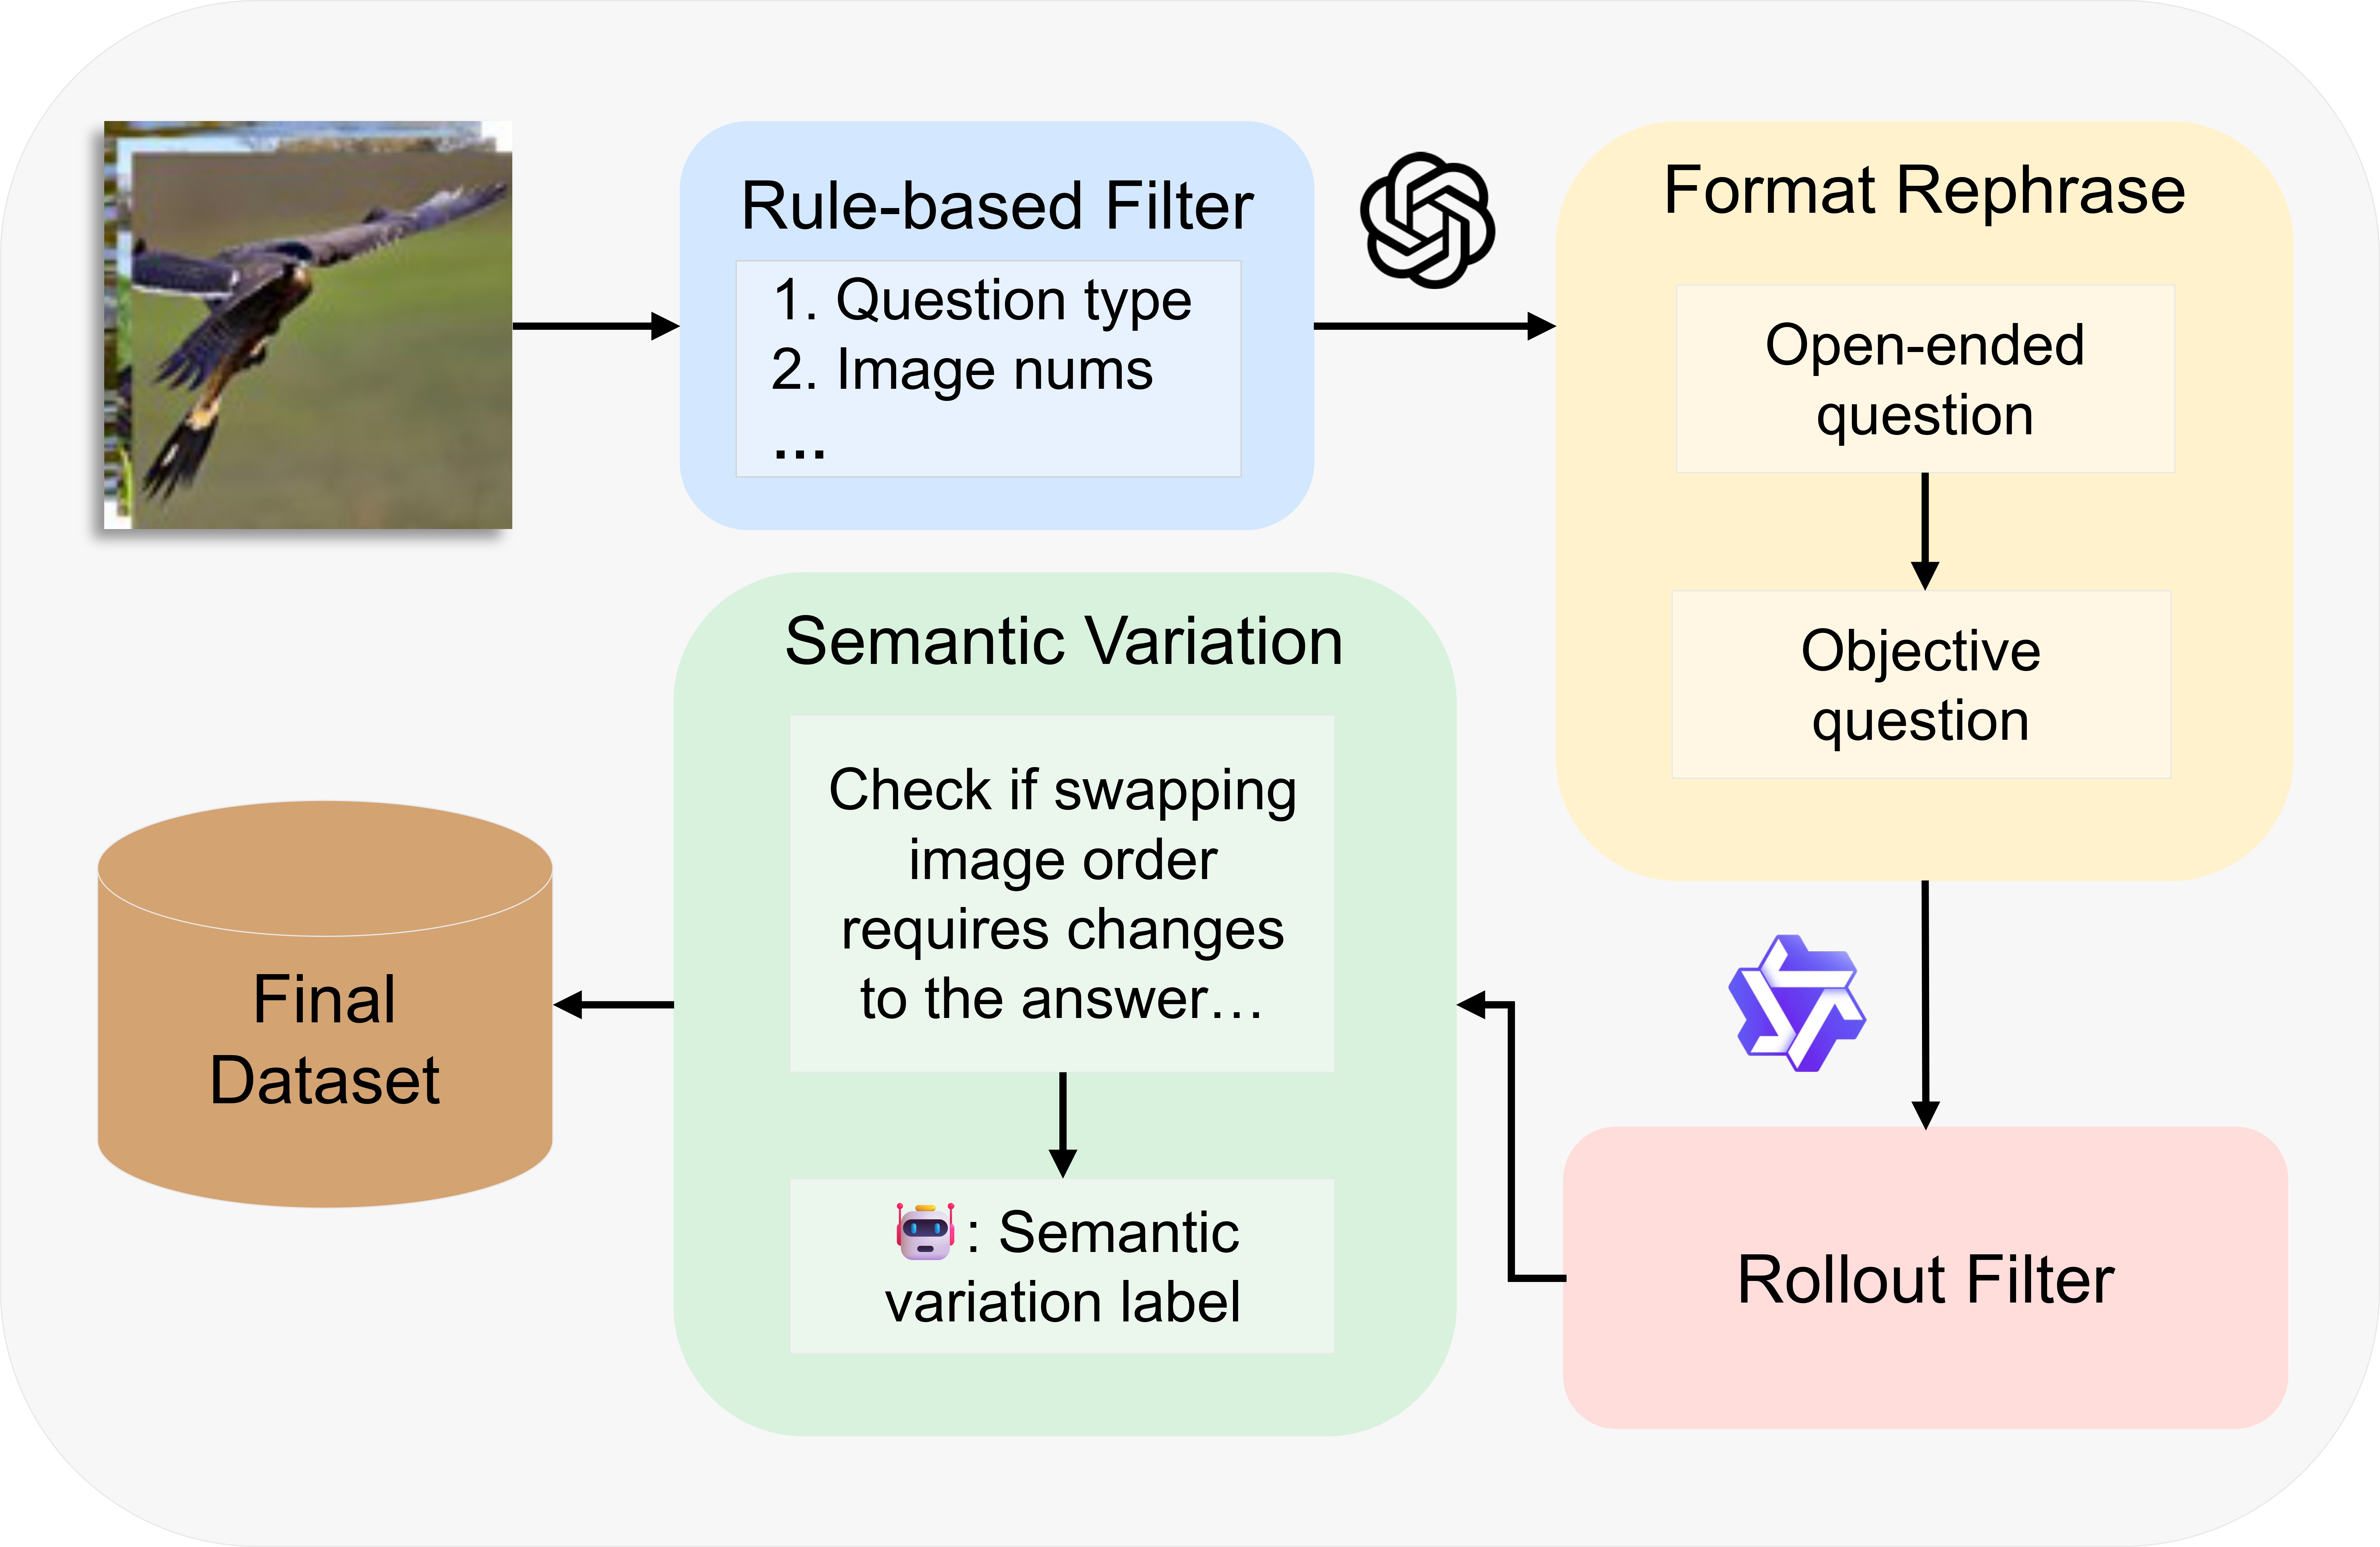 Rule-based Filter
1. Question type
2. Image nums
...
Format Rephrase
Open-ended
question
Objective
question
Rollout Filter
Semantic Variation
Check if swapping
image order
requires changes
to the answer…
: Semantic
variation label
Final
Dataset